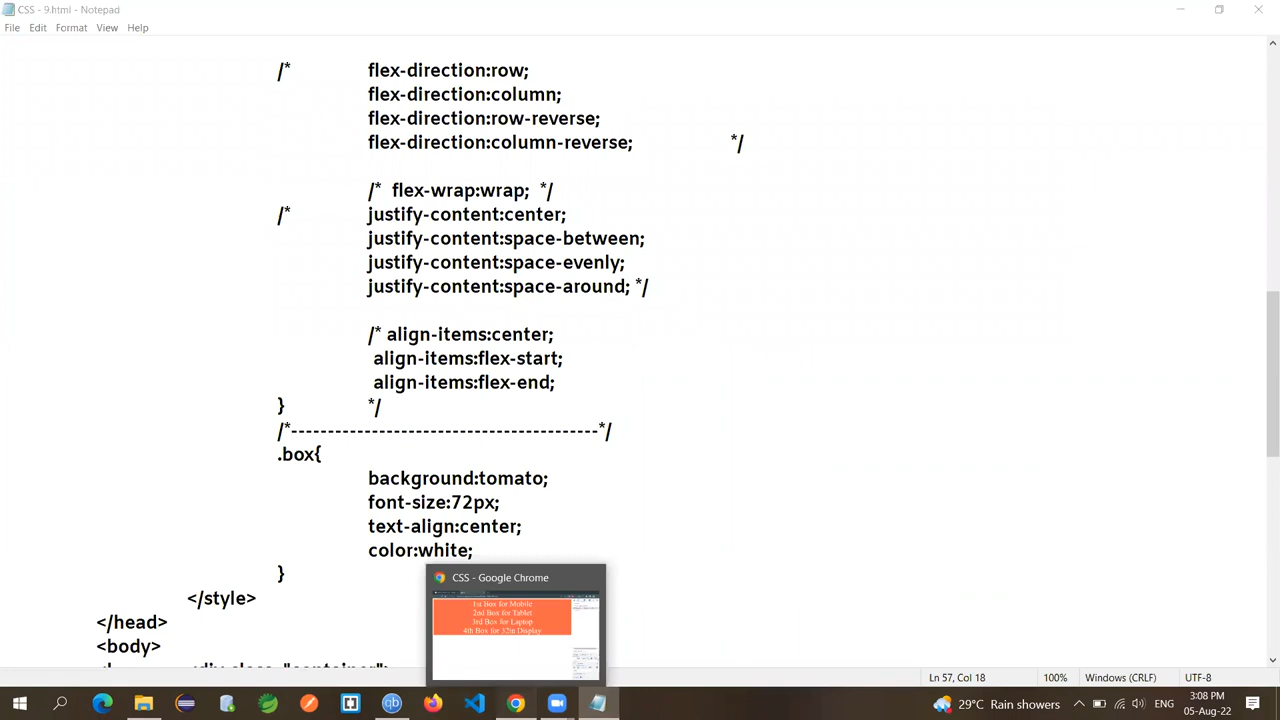 CSS - 9.html - Notepad
File Edit Format View Help
/* flex-direction:row;
flex-direction:column;
flex-direction:row-reverse;
flex-direction:column-reverse; */
/* flex-wrap:wrap; */
/* justify-content:center;
justify-content:space-between;
justify-content:space-evenly;
justify-content:space-around; */
/* align-items:center;
align-items:flex-start;
align-items:flex-end;
} */
/*------------------------------------------*/
.box{
background:tomato;
font-size:72px;
text-align:center;
color:white;
}
</style>
</head>
<body>
CSS - Google Chrome
1st Box for Mobile
2nd Box for Tablet
3rd Box for Laptop
4th Box for 32in Display
Ln 57, Col 18 100% Windows (CRLF) UTF-8
29°C Rain showers
3:08 PM
05-Aug-22